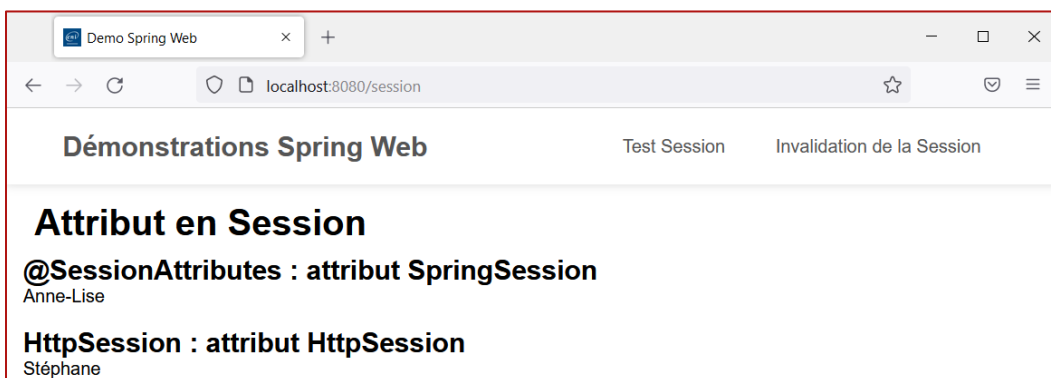 Demo Spring Web
localhost:8080/session
Démonstrations Spring Web Test Session Invalidation de la Session
Attribut en Session
@SessionAttributes : attribut SpringSession
Anne-Lise
HttpSession : attribut HttpSession
Stéphane